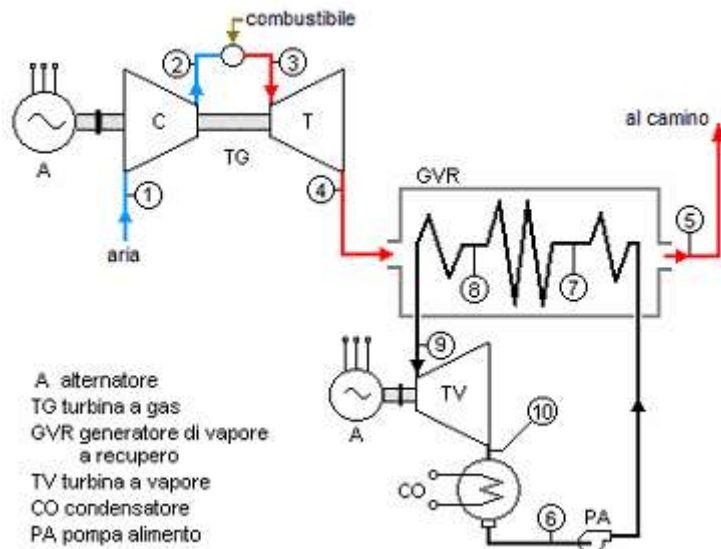 combustibile
2
3
C
T
A
TG
al camino
1
4
GVR
5
aria
8
7
9
TV
10
A
CO
6
PA
A alternatore
TG turbina a gas
GVR generatore di vapore
a recupero
TV turbina a vapore
CO condensatore
PA pompa alimento